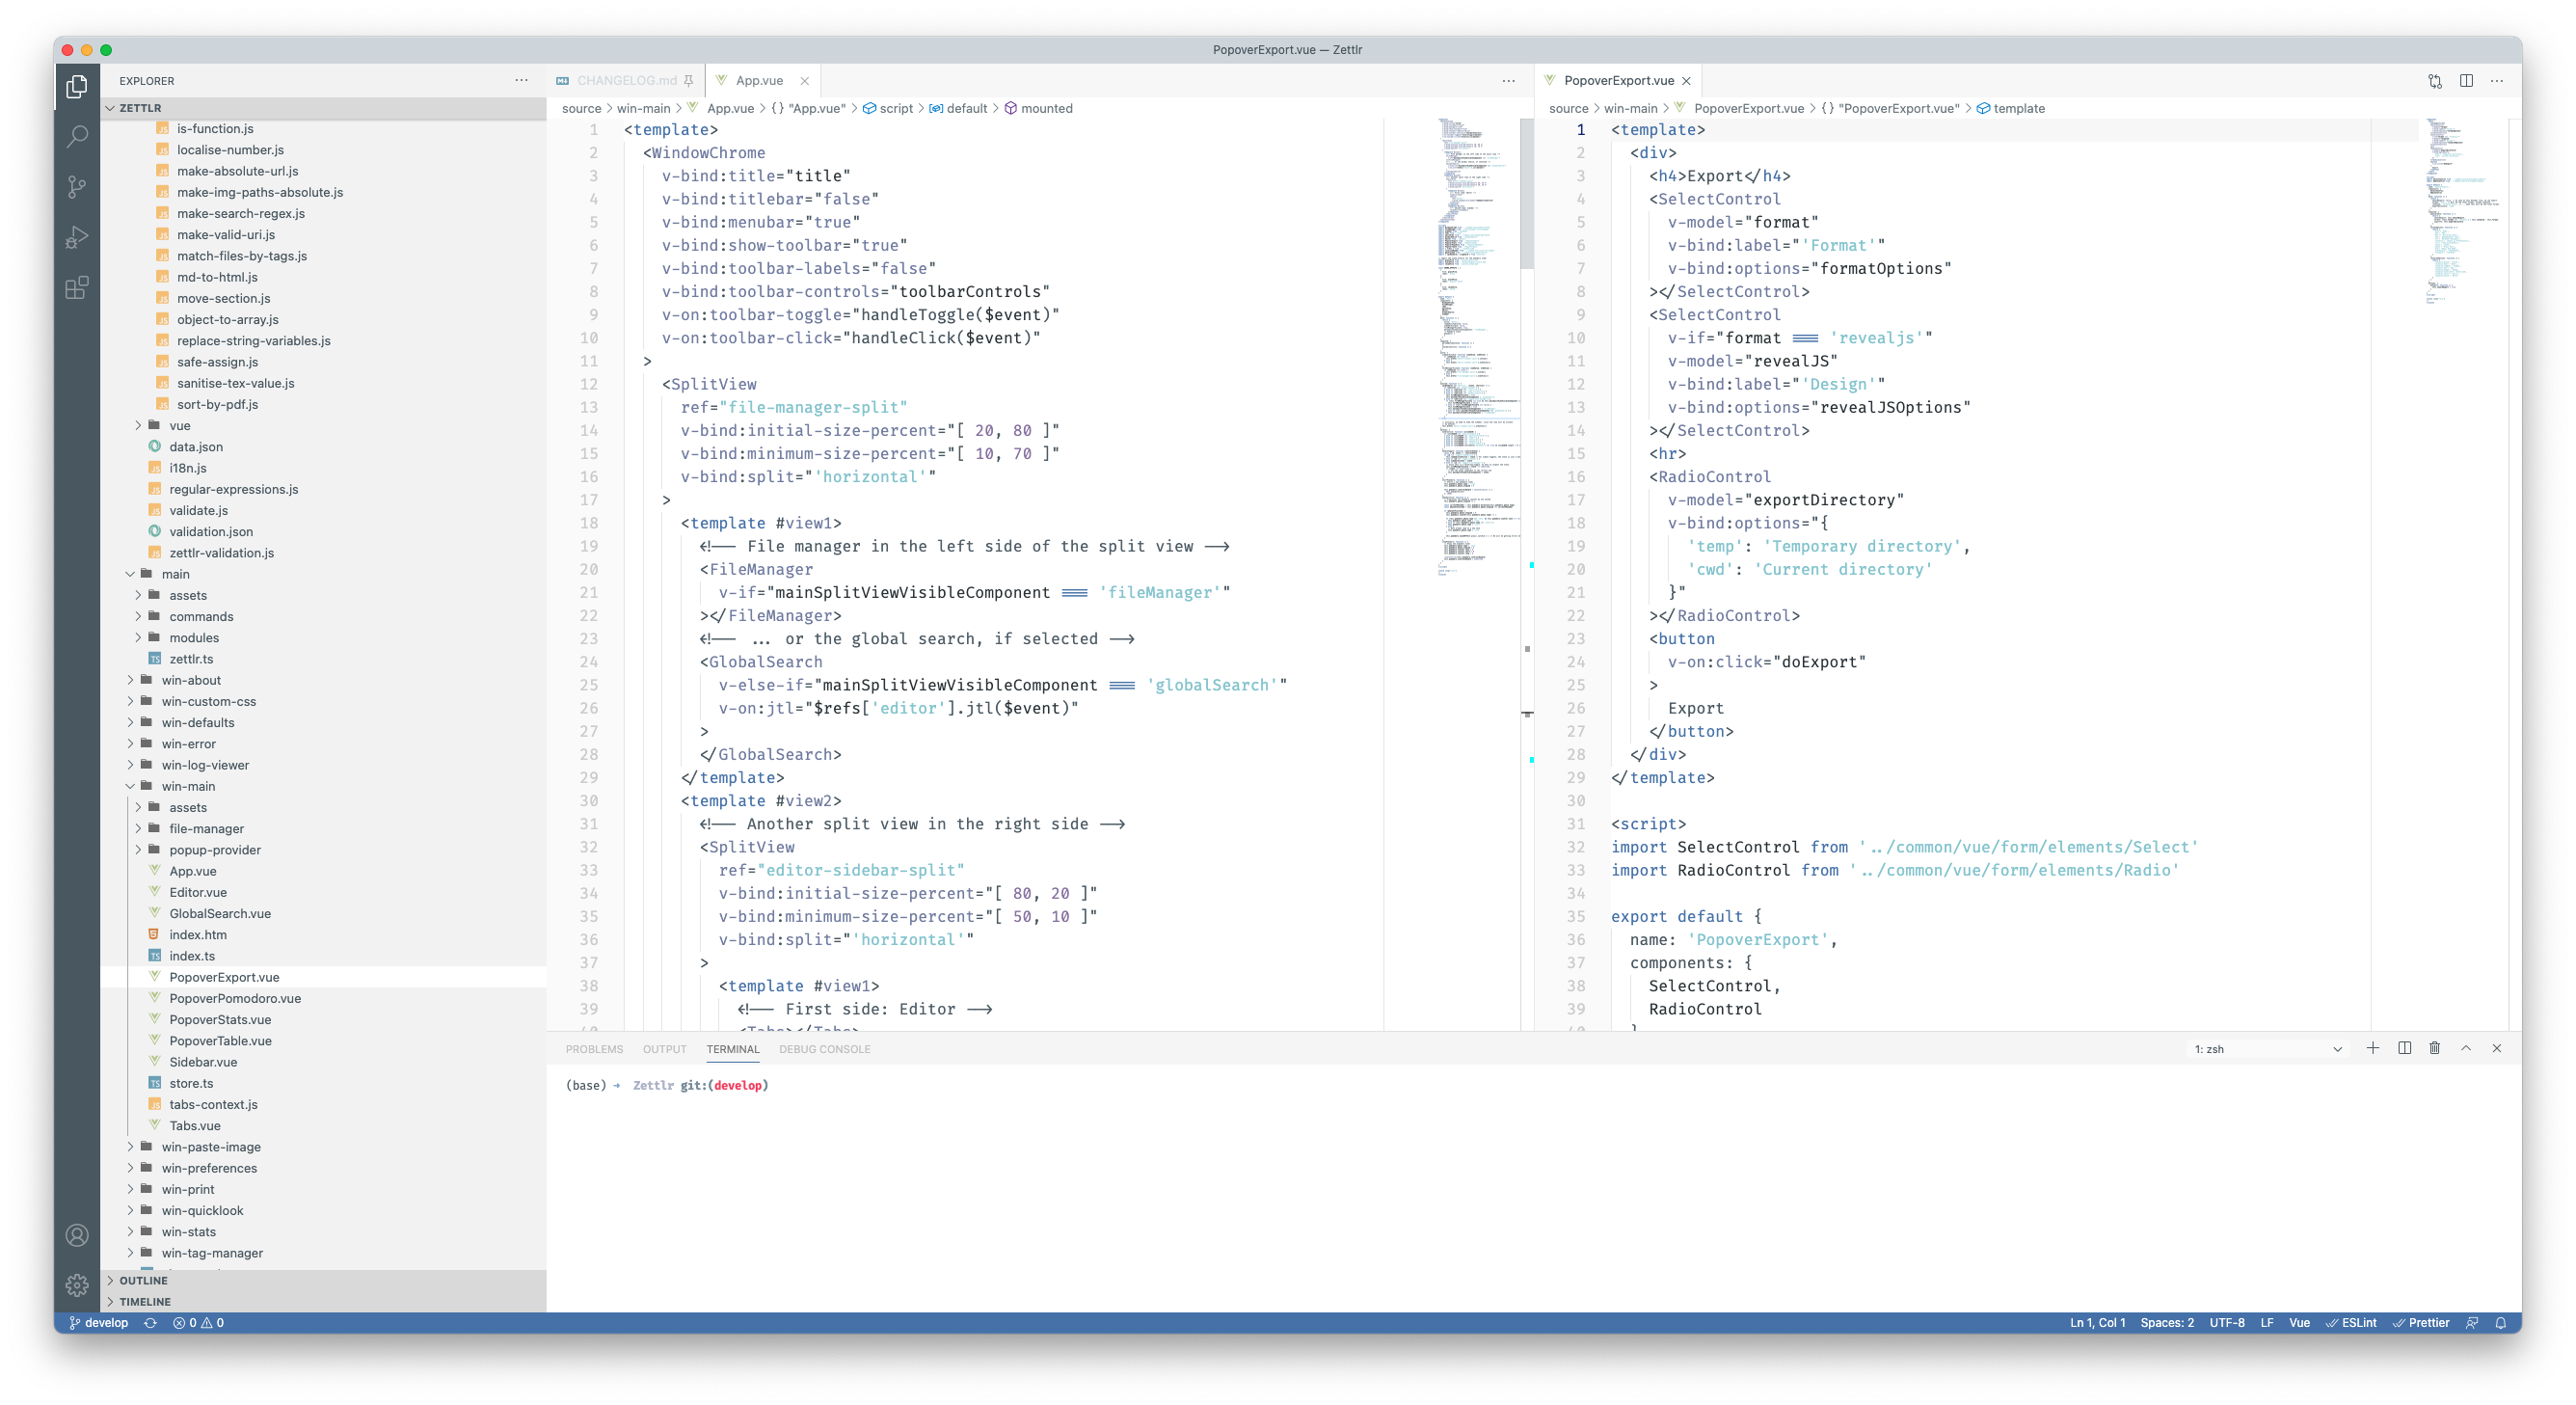 PopoverExport.vue — Zettlr
EXPLORER
ZETTLR
is-function.js
localise-number.js
make-absolute-url.js
make-img-paths-absolute.js
make-search-regex.js
make-valid-uri.js
match-files-by-tags.js
md-to-html.js
move-section.js
object-to-array.js
replace-string-variables.js
safe-assign.js
sanitise-tex-value.js
sort-by-pdf.js
vue
data.json
i18n.js
regular-expressions.js
validate.js
validation.json
zettlr-validation.js
main
assets
commands
modules
zettlr.ts
win-about
win-custom-css
win-defaults
win-error
win-log-viewer
win-main
assets
file-manager
popup-provider
App.vue
Editor.vue
GlobalSearch.vue
index.htm
index.ts
PopoverExport.vue
PopoverPomodoro.vue
PopoverStats.vue
PopoverTable.vue
Sidebar.vue
store.ts
tabs-context.js
Tabs.vue
win-paste-image
win-preferences
win-print
win-quicklook
win-stats
win-tag-manager
OUTLINE
TIMELINE
CHANGELOG.md App.vue
source > win-main > App.vue > {} "App.vue" > script > default > mounted
1 <template>
2 <WindowChrome
3 v-bind:title="title"
4 v-bind:titlebar="false"
5 v-bind:menubar="true"
6 v-bind:show-toolbar="true"
7 v-bind:toolbar-labels="false"
8 v-bind:toolbar-controls="toolbarControls"
9 v-on:toolbar-toggle="handleToggle($event)"
10 v-on:toolbar-click="handleClick($event)"
11 >
12 <SplitView
13 ref="file-manager-split"
14 v-bind:initial-size-percent="[ 20, 80 ]"
15 v-bind:minimum-size-percent="[ 10, 70 ]"
16 v-bind:split="'horizontal'"
17 >
18 <template #view1>
19 <!-- File manager in the left side of the split view -->
20 <FileManager
21 v-if="mainSplitViewVisibleComponent === 'fileManager'"
22 ></FileManager>
23 <!-- ... or the global search, if selected -->
24 <GlobalSearch
25 v-else-if="mainSplitViewVisibleComponent === 'globalSearch'"
26 v-on:jtl="$refs['editor'].jtl($event)"
27 >
28 </GlobalSearch>
29 </template>
30 <template #view2>
31 <!-- Another split view in the right side -->
32 <SplitView
33 ref="editor-sidebar-split"
34 v-bind:initial-size-percent="[ 80, 20 ]"
35 v-bind:minimum-size-percent="[ 50, 10 ]"
36 v-bind:split="'horizontal'"
37 >
38 <template #view1>
39 <!-- First side: Editor -->
40 <Tabs></Tabs>
PopoverExport.vue
source > win-main > PopoverExport.vue > {} "PopoverExport.vue" > template
1 <template>
2 <div>
3 <h4>Export</h4>
4 <SelectControl
5 v-model="format"
6 v-bind:label="'Format'"
7 v-bind:options="formatOptions"
8 ></SelectControl>
9 <SelectControl
10 v-if="format === 'revealjs'"
11 v-model="revealJS"
12 v-bind:label="'Design'"
13 v-bind:options="revealJSOptions"
14 ></SelectControl>
15 <hr>
16 <RadioControl
17 v-model="exportDirectory"
18 v-bind:options="{
19 'temp': 'Temporary directory',
20 'cwd': 'Current directory'
21 }"
22 ></RadioControl>
23 <button
24 v-on:click="doExport"
25 >
26 Export
27 </button>
28 </div>
29 </template>
30
31 <script>
32 import SelectControl from '../common/vue/form/elements/Select'
33 import RadioControl from '../common/vue/form/elements/Radio'
34
35 export default {
36 name: 'PopoverExport',
37 components: {
38 SelectControl,
39 RadioControl
40 }
PROBLEMS OUTPUT TERMINAL DEBUG CONSOLE 1: zsh
(base) → Zettlr git:(develop)
develop 0 0 Ln 1, Col 1 Spaces: 2 UTF-8 LF Vue ESLint Prettier